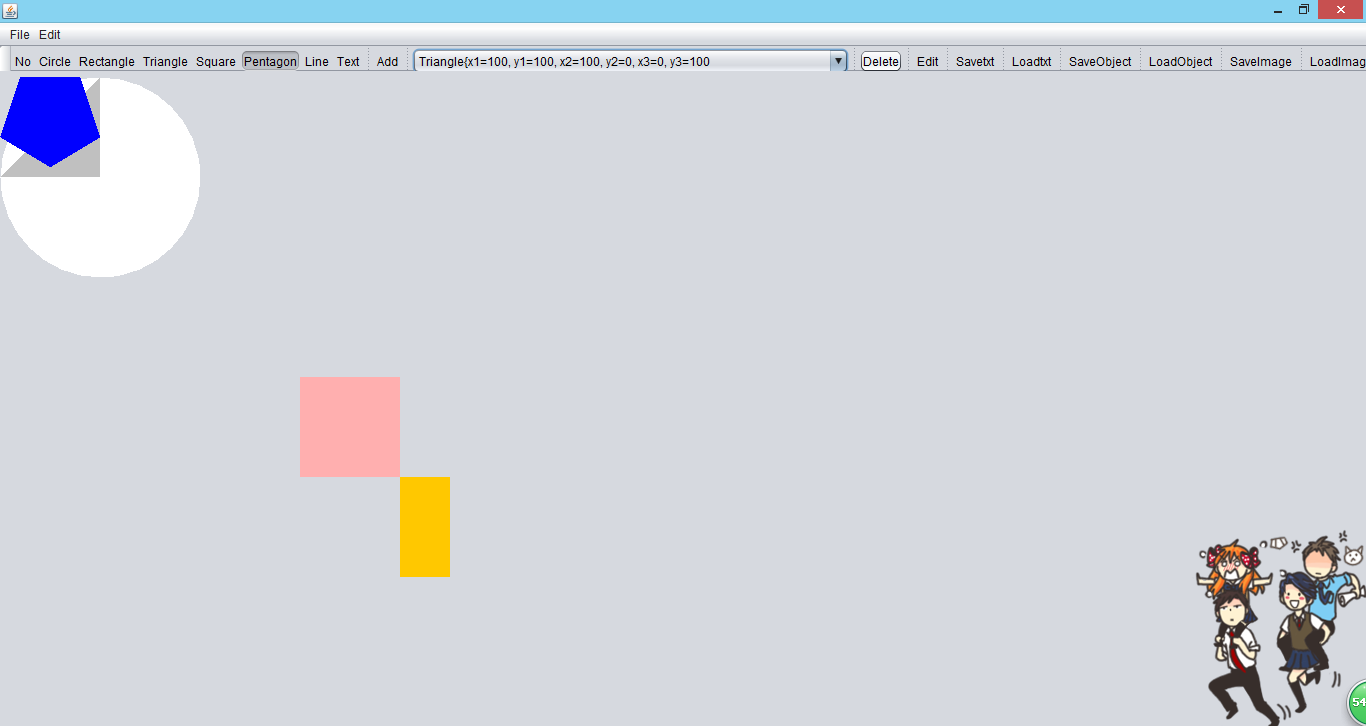 File Edit
No Circle Rectangle Triangle Square Pentagon Line Text Add Triangle{x1=100, y1=100, x2=100, y2=0, x3=0, y3=100 Delete Edit Savetxt Loadtxt SaveObject LoadObject SaveImage LoadImag
54